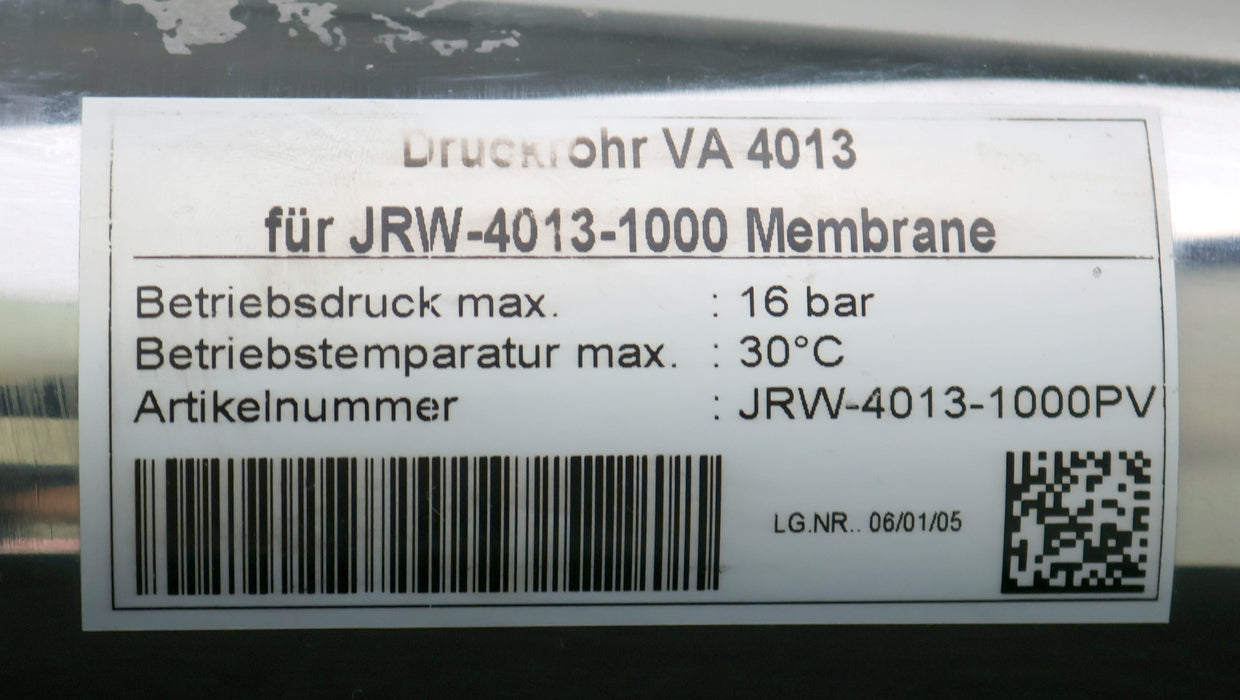 Druckrohr VA 4013
für JRW-4013-1000 Membrane
Betriebsdruck max. : 16 bar
Betriebstemparatur max. : 30°C
Artikelnummer : JRW-4013-1000PV
LG.NR.. 06/01/05